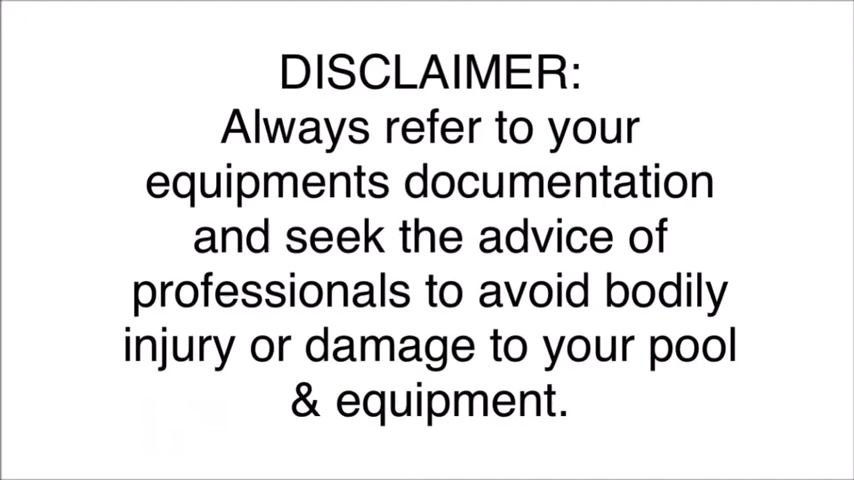 DISCLAIMER:
Always refer to your
equipments documentation
and seek the advice of
professionals to avoid bodily
injury or damage to your pool
& equipment.